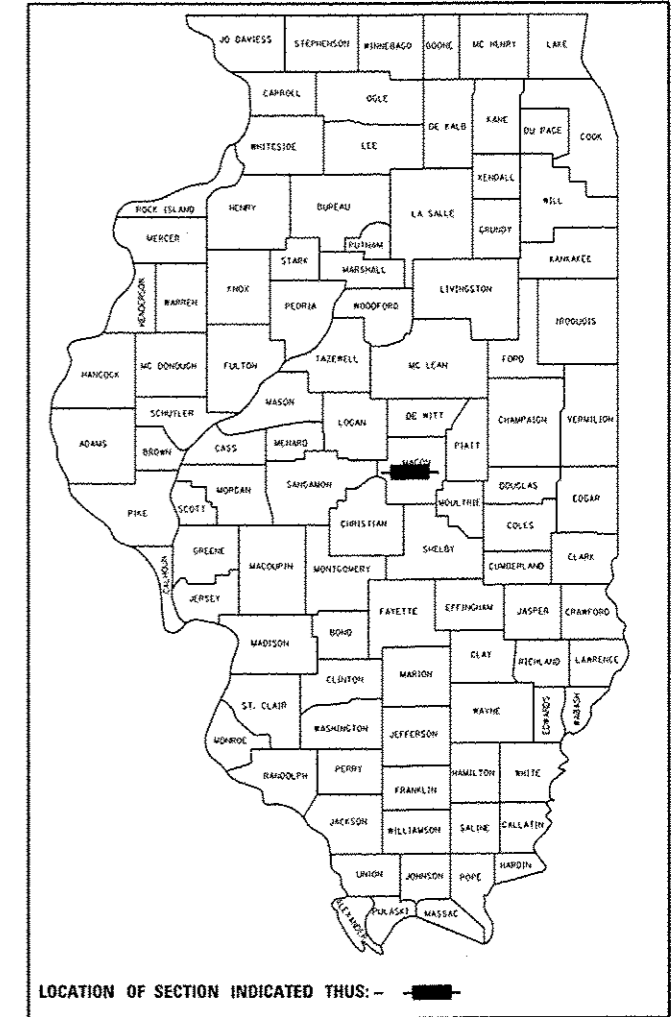 JO DAVIESS STEPHENSON WINNEBAGO BOONE MC HENRY LAKE
CARROLL OGLE DE KALB KANE DU PAGE COOK
WHITESIDE LEE KENDALL WILL
ROCK ISLAND HENRY BUREAU LA SALLE GRUNDY
MERCER PUTNAM KANKAKEE
STARK MARSHALL
HENDERSON WARREN KNOX PEORIA WOODFORD LIVINGSTON IROQUOIS
HANCOCK MC DONOUGH FULTON TAZEWELL MC LEAN FORD
SCHUYLER MASON LOGAN DE WITT CHAMPAIGN VERMILION
ADAMS BROWN CASS MENARD PIATT
MACON
PIKE SCOTT MORGAN SANGAMON MOULTRIE DOUGLAS EDGAR
CHRISTIAN COLES
CALHOUN GREENE MACOUPIN MONTGOMERY SHELBY CUMBERLAND CLARK
JERSEY FAYETTE EFFINGHAM JASPER CRAWFORD
MADISON BOND CLAY RICHLAND LAWRENCE
CLINTON MARION
ST. CLAIR WAYNE EDWARDS WABASH
MONROE WASHINGTON JEFFERSON
RANDOLPH PERRY HAMILTON WHITE
FRANKLIN
JACKSON WILLIAMSON SALINE GALLATIN
UNION JOHNSON POPE HARDIN
ALEXANDER PULASKI MASSAC
LOCATION OF SECTION INDICATED THUS: -